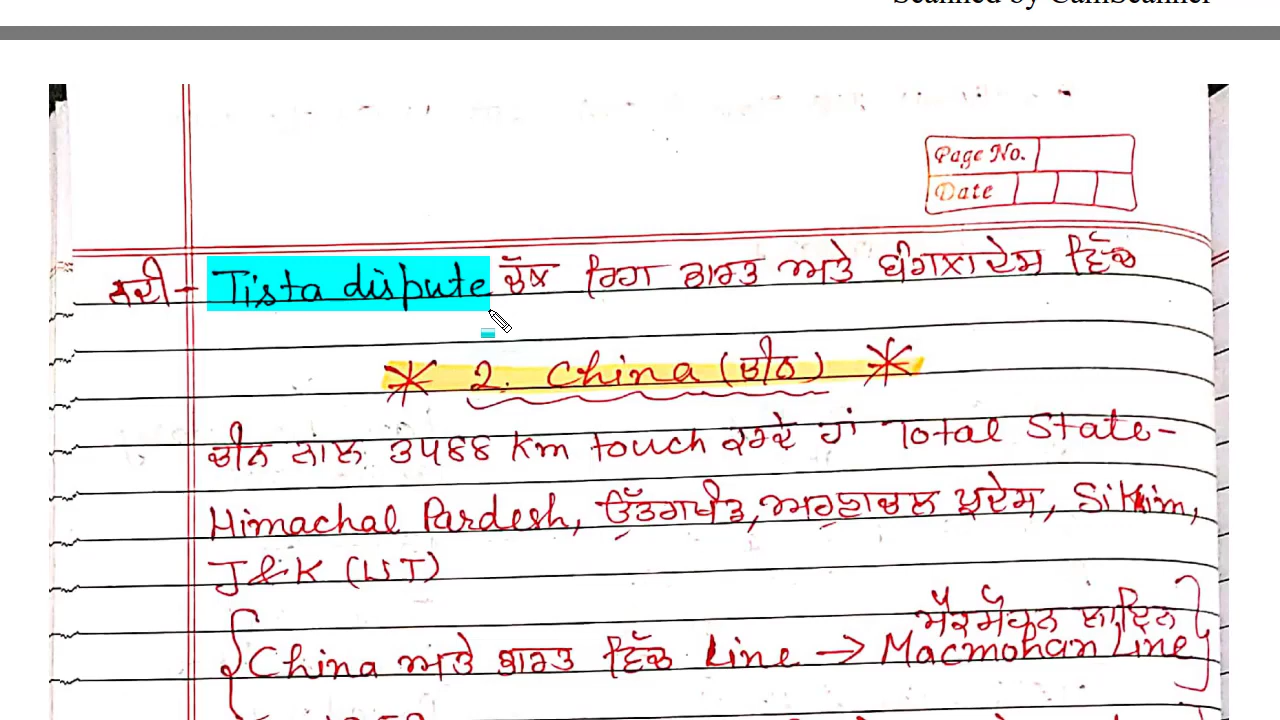 Scanned by CamScanner
Page No.
Date
ਨਦੀ - Tista dispute ਚੱਲ ਰਿਹਾ ਭਾਰਤ ਅਤੇ ਬੰਗਲਾਦੇਸ਼ ਵਿੱਚ
* 2. China (ਚੀਨ) *
ਚੀਨ ਨਾਲ 3488 Km touch ਕਰਦੇ ਹਾਂ Total State-
Himachal Pardesh, ਉੱਤਰਾਖੰਡ, ਅਰੁਣਾਚਲ ਪ੍ਰਦੇਸ਼, Sikkim,
J&K (UT)
ਮੈਕਮੋਹਨ ਲਾਇਨ
China ਅਤੇ ਭਾਰਤ ਵਿੱਚ Line → Macmohan Line